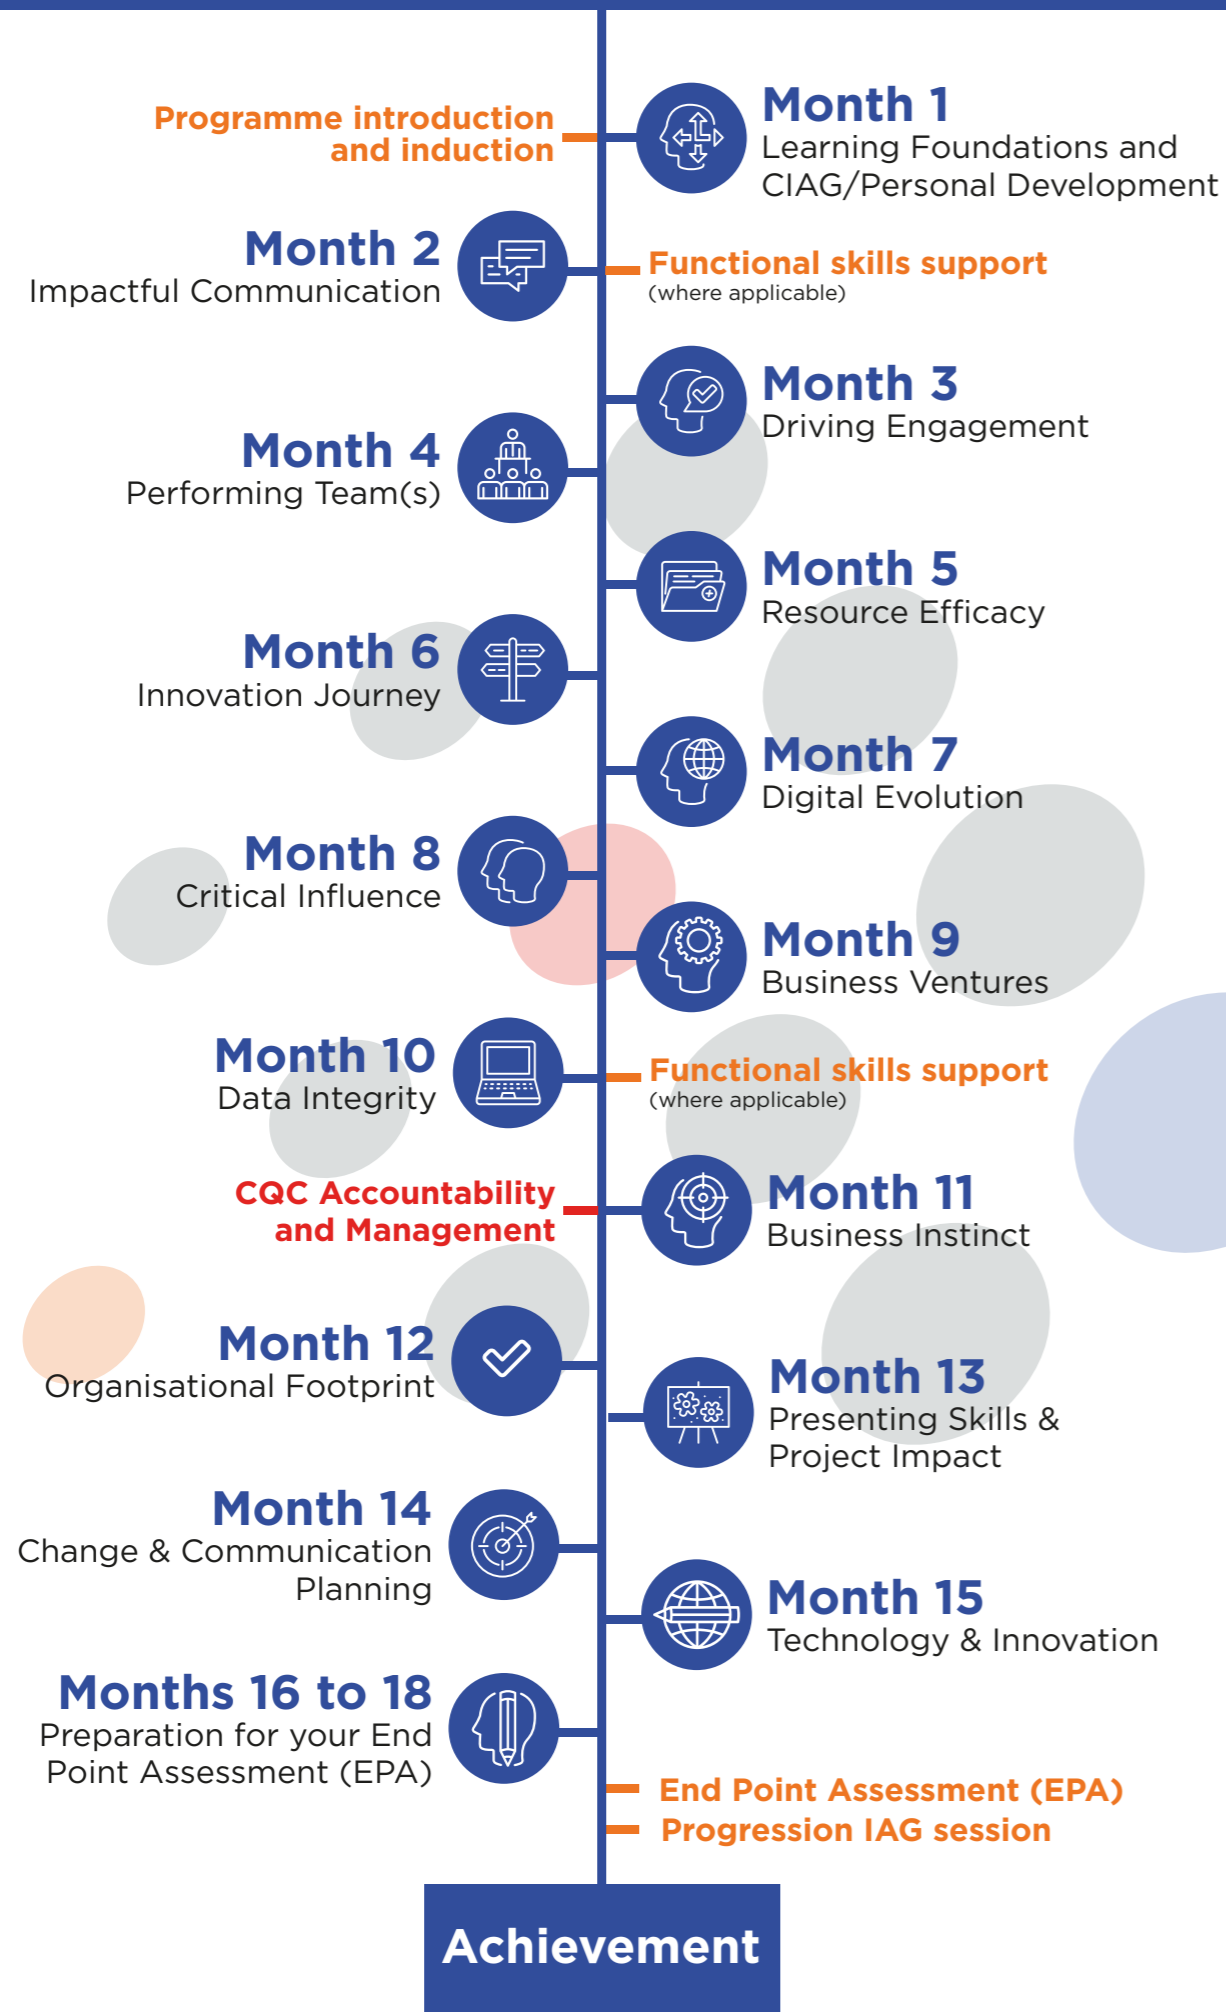 Programme introduction
and induction
Month 1
Learning Foundations and
CIAG/Personal Development
Month 2
Impactful Communication
Functional skills support
(where applicable)
Month 3
Driving Engagement
Month 4
Performing Team(s)
Month 5
Resource Efficacy
Month 6
Innovation Journey
Month 7
Digital Evolution
Month 8
Critical Influence
Month 9
Business Ventures
Month 10
Data Integrity
Functional skills support
(where applicable)
CQC Accountability
and Management
Month 11
Business Instinct
Month 12
Organisational Footprint
Month 13
Presenting Skills &
Project Impact
Month 14
Change & Communication
Planning
Month 15
Technology & Innovation
Months 16 to 18
Preparation for your End
Point Assessment (EPA)
End Point Assessment (EPA)
Progression IAG session
Achievement